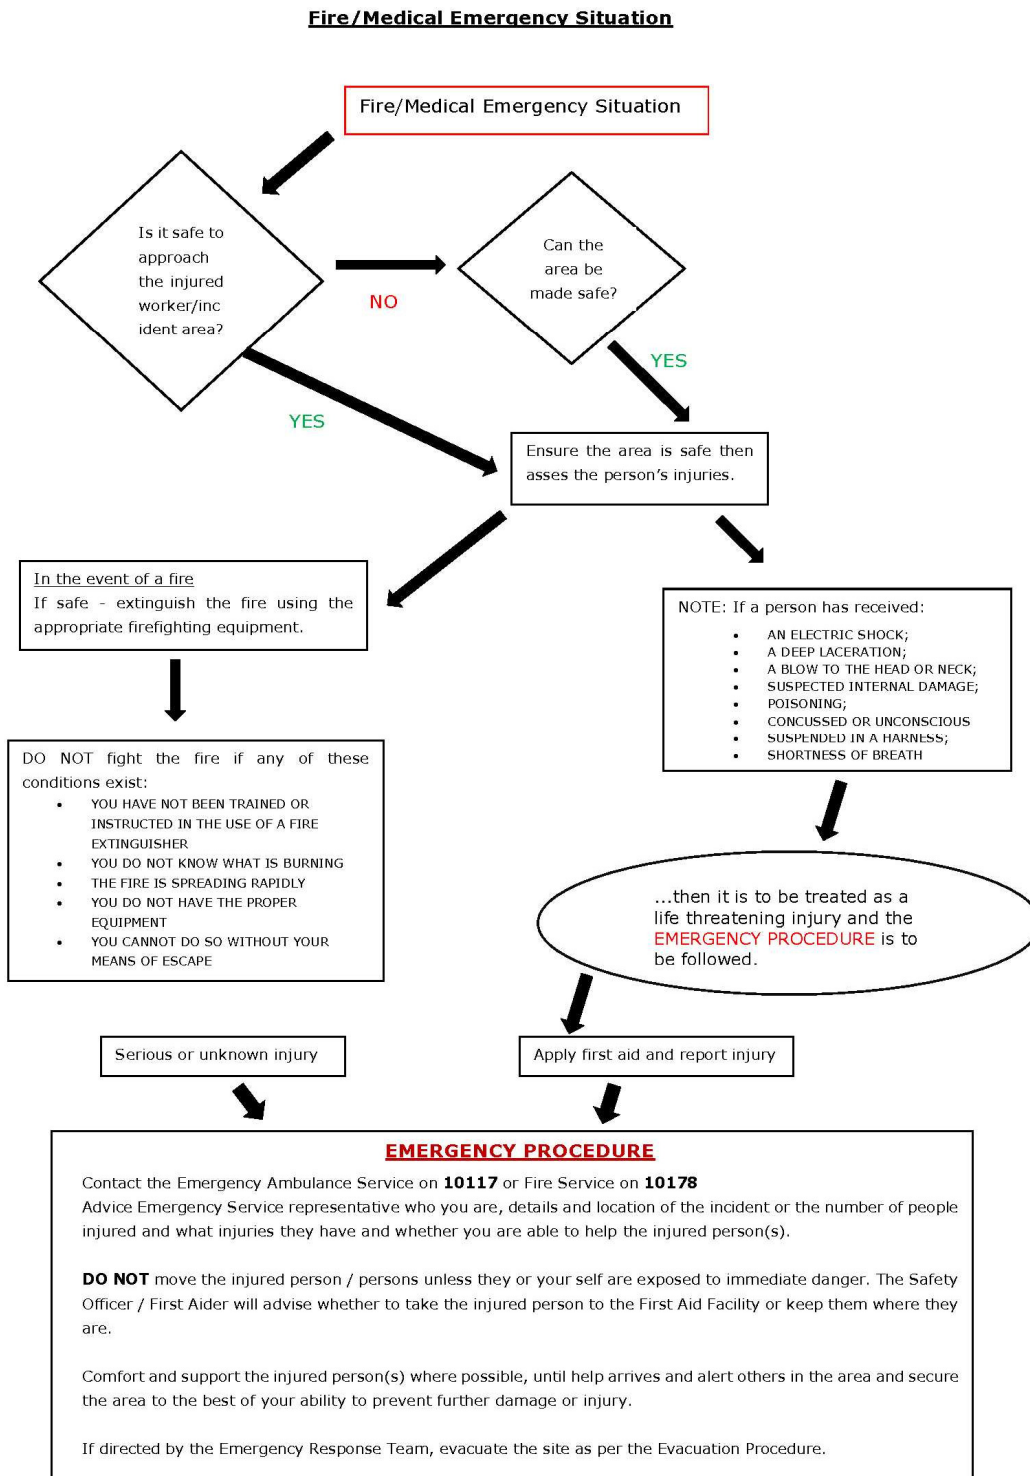 Fire/Medical Emergency Situation
Fire/Medical Emergency Situation
Is it safe to
approach
the injured
worker/inc
ident area?
NO
Can the
area be
made safe?
YES
YES
Ensure the area is safe then
asses the person's injuries.
In the event of a fire
If safe - extinguish the fire using the
appropriate firefighting equipment.
NOTE: If a person has received:
• AN ELECTRIC SHOCK;
• A DEEP LACERATION;
• A BLOW TO THE HEAD OR NECK;
• SUSPECTED INTERNAL DAMAGE;
• POISONING;
• CONCUSSED OR UNCONSCIOUS
• SUSPENDED IN A HARNESS;
• SHORTNESS OF BREATH
DO NOT fight the fire if any of these
conditions exist:
• YOU HAVE NOT BEEN TRAINED OR
INSTRUCTED IN THE USE OF A FIRE
EXTINGUISHER
• YOU DO NOT KNOW WHAT IS BURNING
• THE FIRE IS SPREADING RAPIDLY
• YOU DO NOT HAVE THE PROPER
EQUIPMENT
• YOU CANNOT DO SO WITHOUT YOUR
MEANS OF ESCAPE
...then it is to be treated as a
life threatening injury and the
EMERGENCY PROCEDURE is to
be followed.
Serious or unknown injury
Apply first aid and report injury
EMERGENCY PROCEDURE
Contact the Emergency Ambulance Service on 10117 or Fire Service on 10178
Advice Emergency Service representative who you are, details and location of the incident or the number of people
injured and what injuries they have and whether you are able to help the injured person(s).
DO NOT move the injured person / persons unless they or your self are exposed to immediate danger. The Safety
Officer / First Aider will advise whether to take the injured person to the First Aid Facility or keep them where they
are.
Comfort and support the injured person(s) where possible, until help arrives and alert others in the area and secure
the area to the best of your ability to prevent further damage or injury.
If directed by the Emergency Response Team, evacuate the site as per the Evacuation Procedure.